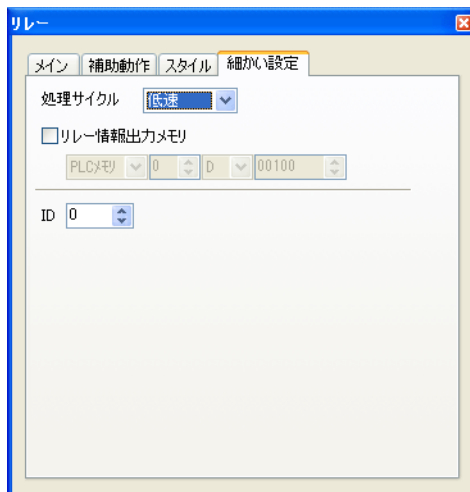 リレー
メイン 補助動作 スタイル 細かい設定
処理サイクル 低速
リレー情報出力メモリ
PLCメモリ 0 D 00100
ID 0